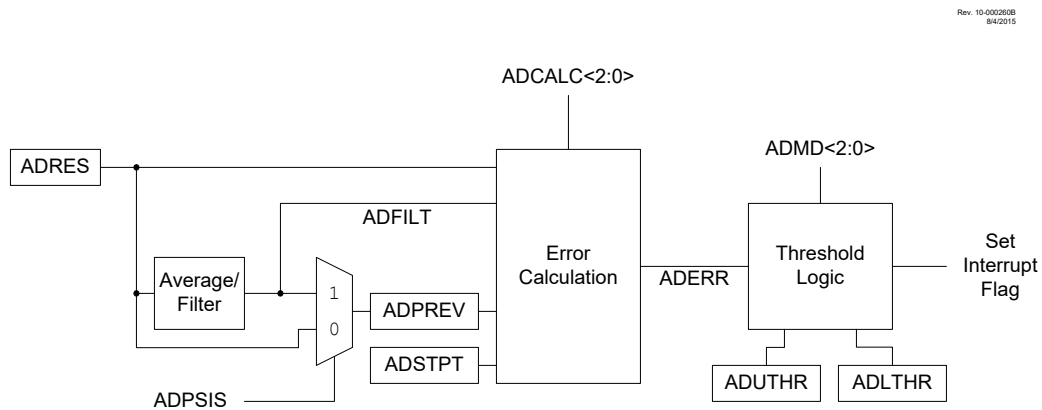 Rev. 10-000260B
8/4/2015
ADCALC<2:0>
ADMD<2:0>
ADRES
ADFILT
Average/
Filter
1
0
ADPREV
ADSTPT
ADPSIS
Error
Calculation
ADERR
Threshold
Logic
Set
Interrupt
Flag
ADUTHR
ADLTHR